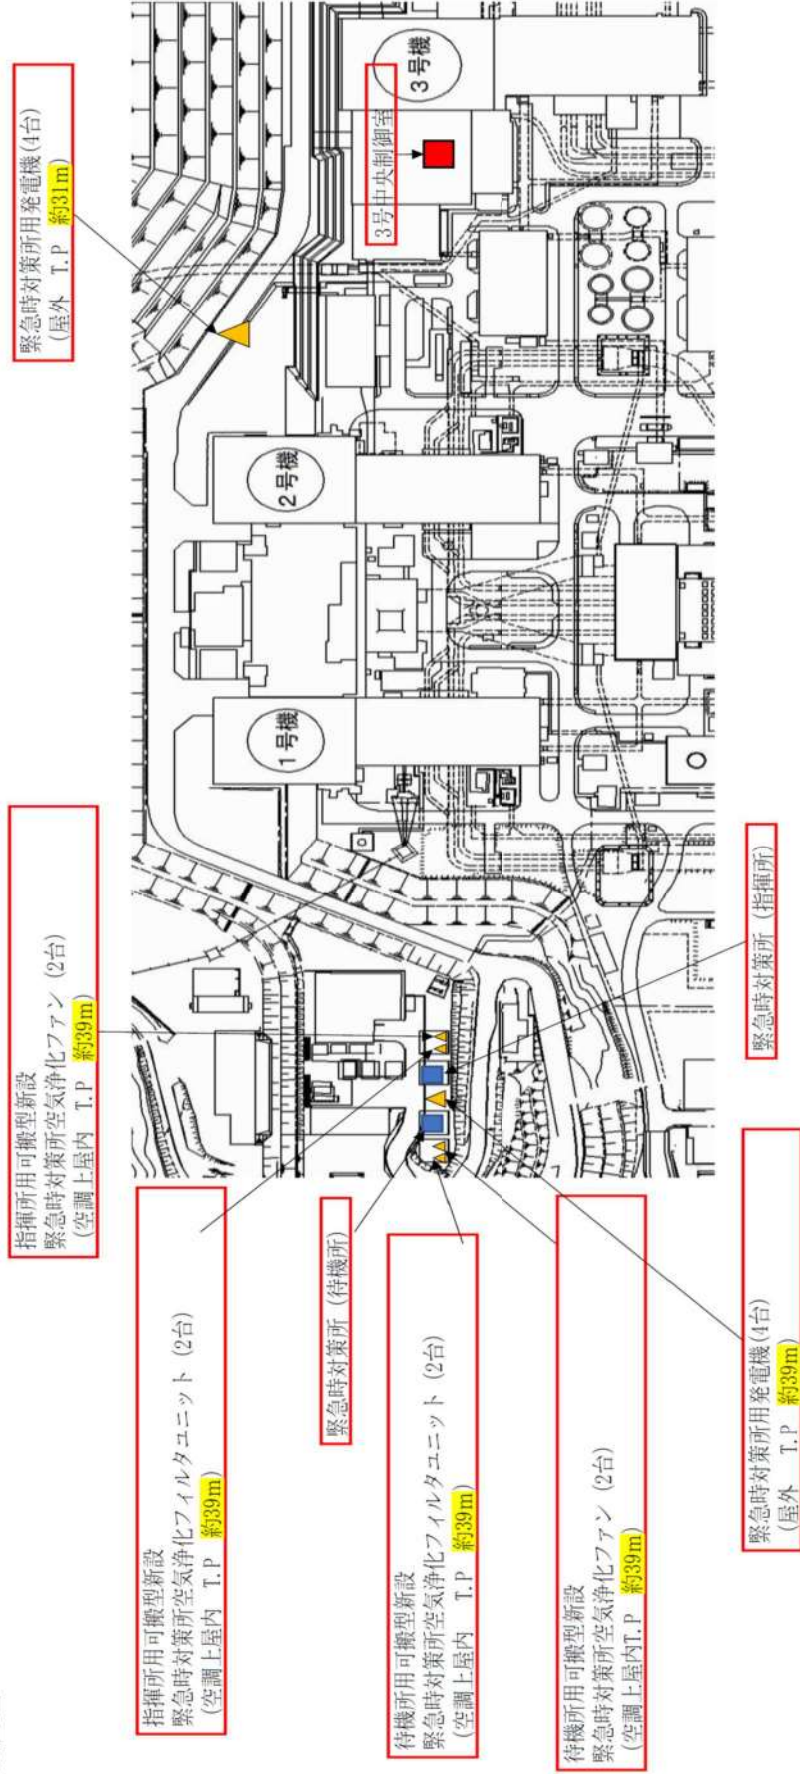 緊急時対策所用発電機(4台)
(屋外 T.P 約31m)
3号中央制御室
3号機
2号機
1号機
指揮所用可搬型新設
緊急時対策所空気浄化ファン (2台)
(空調上屋内 T.P 約39m)
指揮所用可搬型新設
緊急時対策所空気浄化フィルタユニット (2台)
(空調上屋内 T.P 約39m)
緊急時対策所 (待機所)
待機所用可搬型新設
緊急時対策所空気浄化フィルタユニット (2台)
(空調上屋内 T.P 約39m)
待機所用可搬型新設
緊急時対策所空気浄化ファン (2台)
(空調上屋内T.P 約39m)
緊急時対策所 (指揮所)
緊急時対策所用発電機(4台)
(屋外 T.P 約39m)